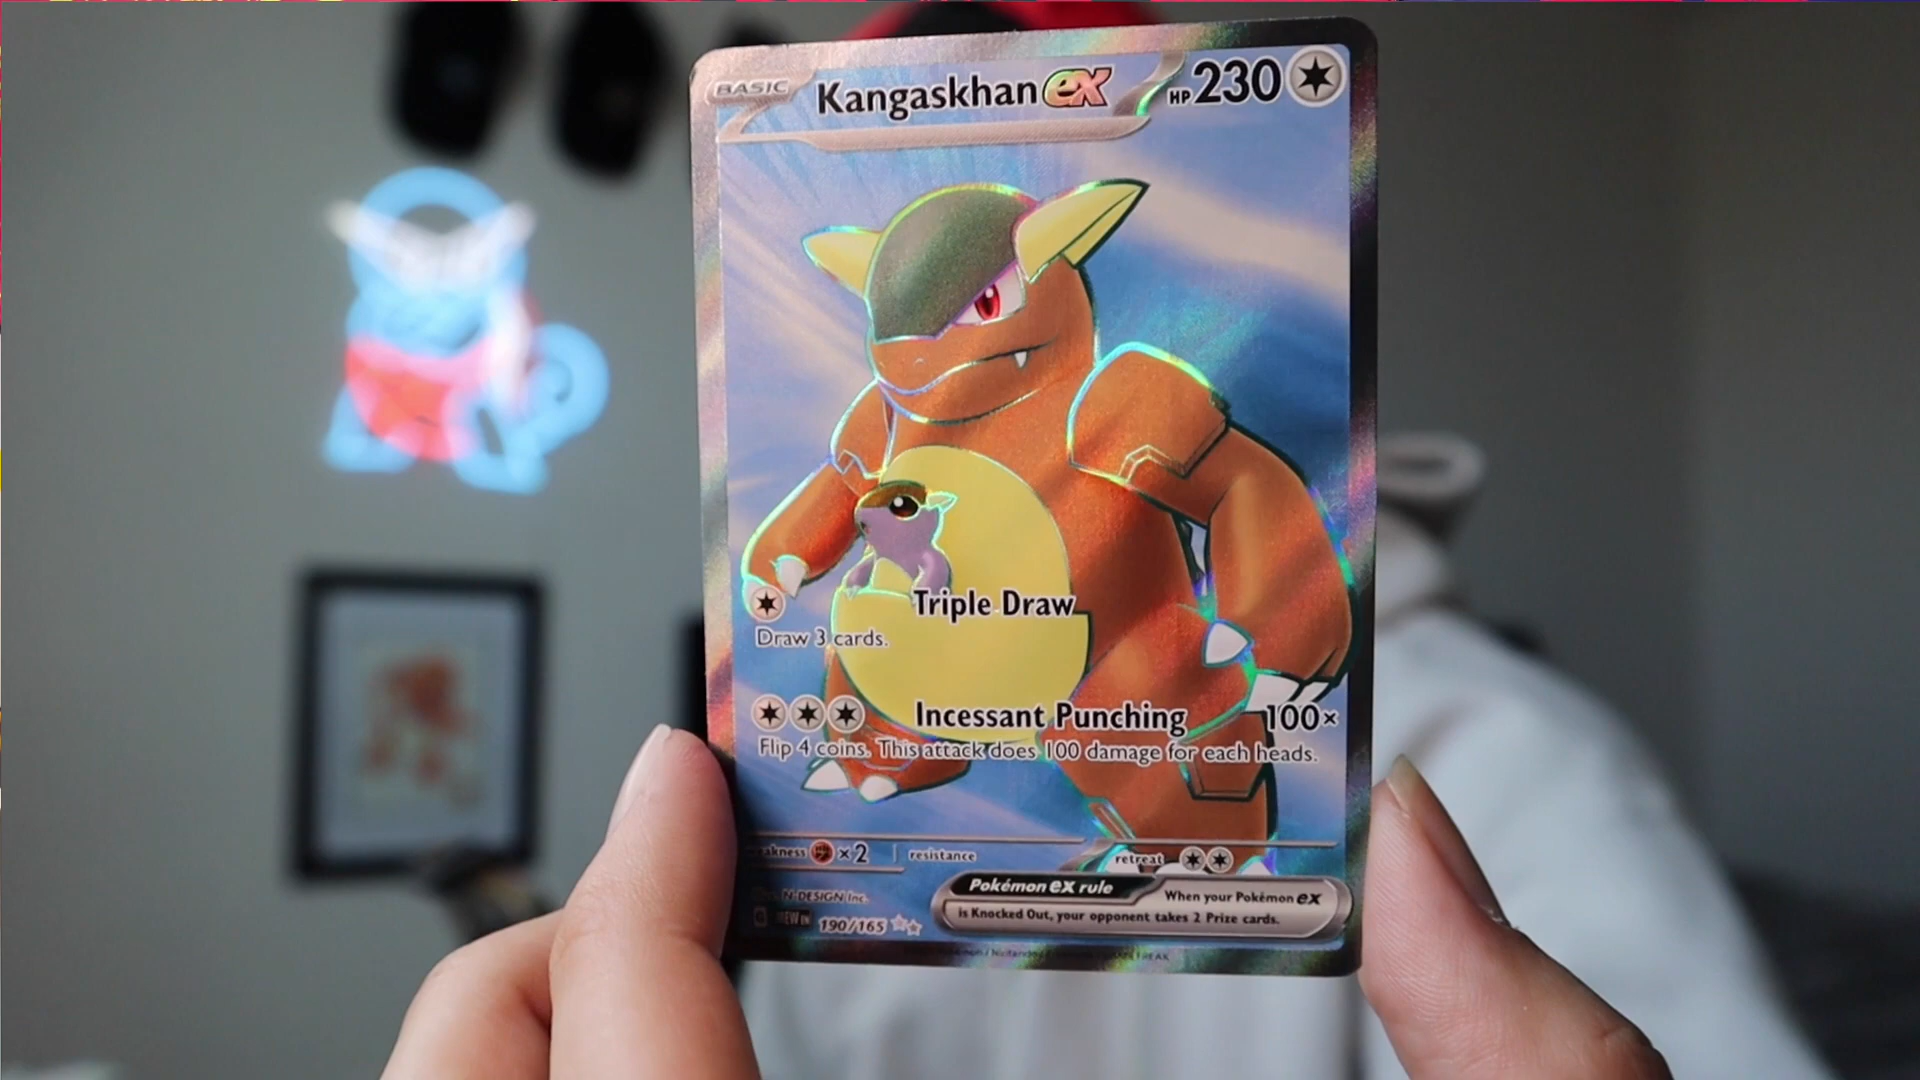 BASIC Kangaskhan ex HP 230
Triple Draw
Draw 3 cards.
Incessant Punching 100×
Flip 4 coins. This attack does 100 damage for each heads.
×2 resistance retreat
Pokémon ex rule When your Pokémon ex
is Knocked Out, your opponent takes 2 Prize cards.
N-DESIGN Inc.
190/165